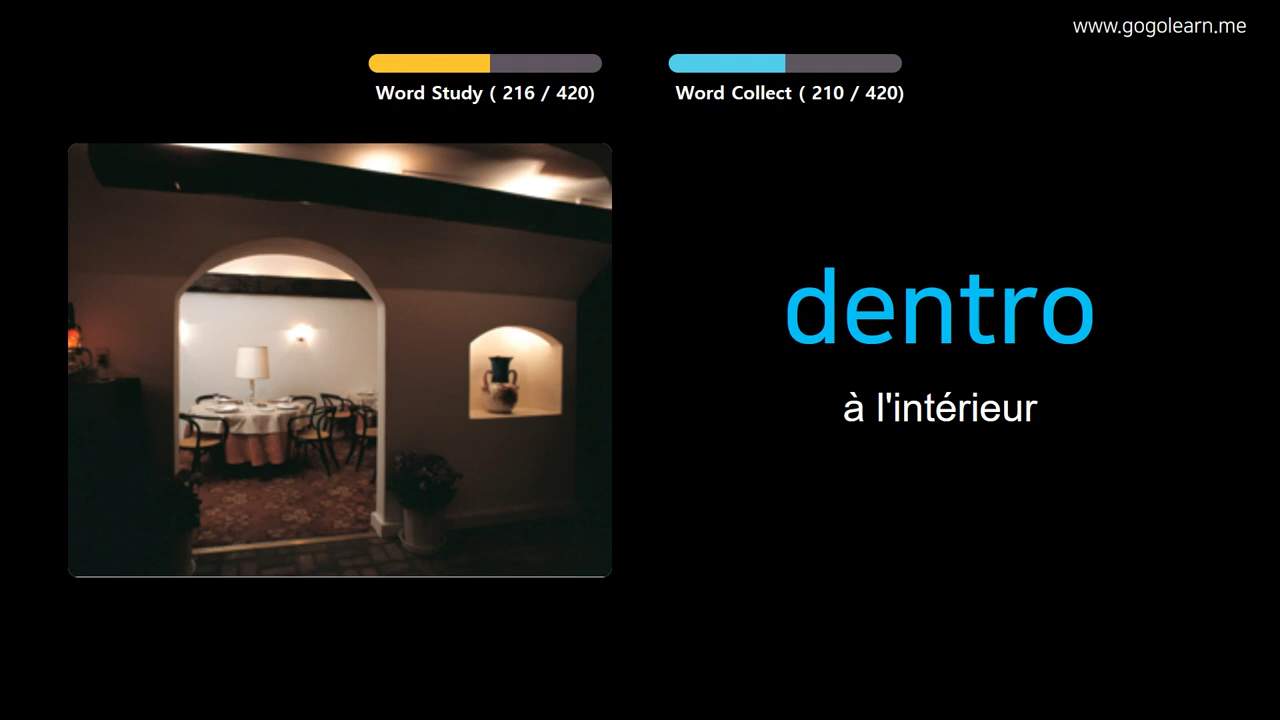 www.gogolearn.me
Word Study ( 216 / 420)
Word Collect ( 210 / 420)
dentro
à l'intérieur